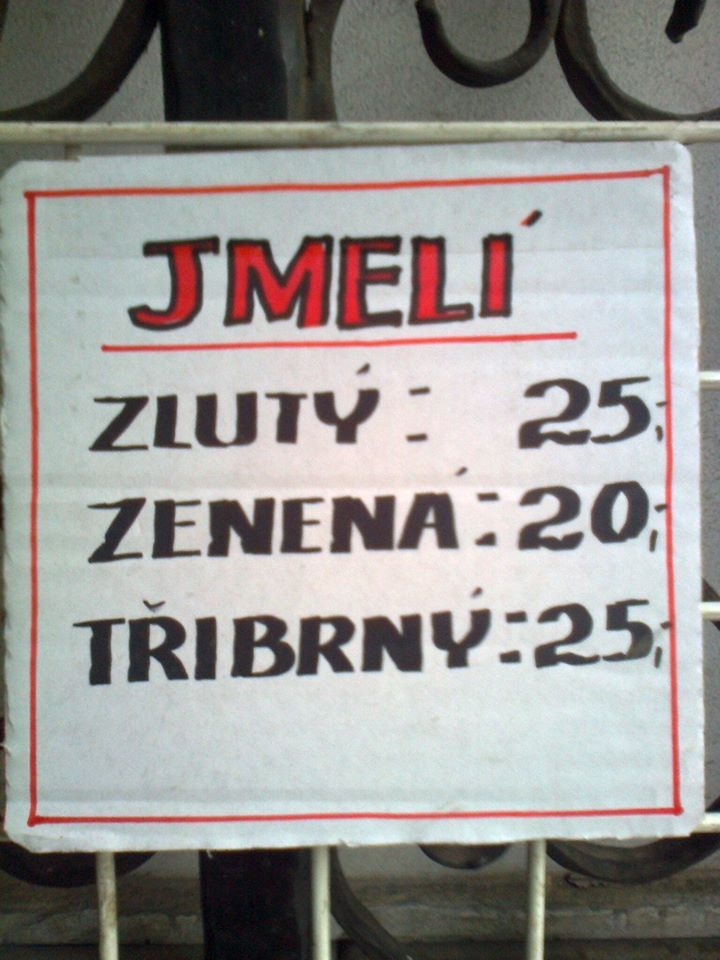 JMELÍ
ZLUTÝ: 25,-
ZENENÁ:20,-
TŘIBRNÝ:25,-